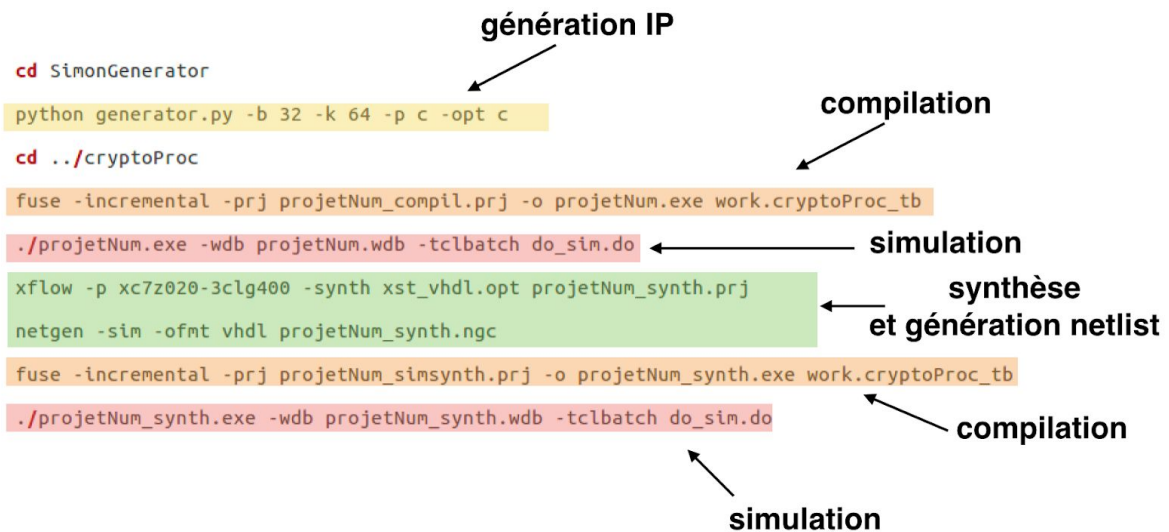 génération IP
cd SimonGenerator
python generator.py -b 32 -k 64 -p c -opt c
compilation
cd ../cryptoProc
fuse -incremental -prj projetNum_compil.prj -o projetNum.exe work.cryptoProc_tb
./projetNum.exe -wdb projetNum.wdb -tclbatch do_sim.do
simulation
xflow -p xc7z020-3clg400 -synth xst_vhdl.opt projetNum_synth.prj
synthèse
et génération netlist
netgen -sim -ofmt vhdl projetNum_synth.ngc
fuse -incremental -prj projetNum_simsynth.prj -o projetNum_synth.exe work.cryptoProc_tb
./projetNum_synth.exe -wdb projetNum_synth.wdb -tclbatch do_sim.do
compilation
simulation